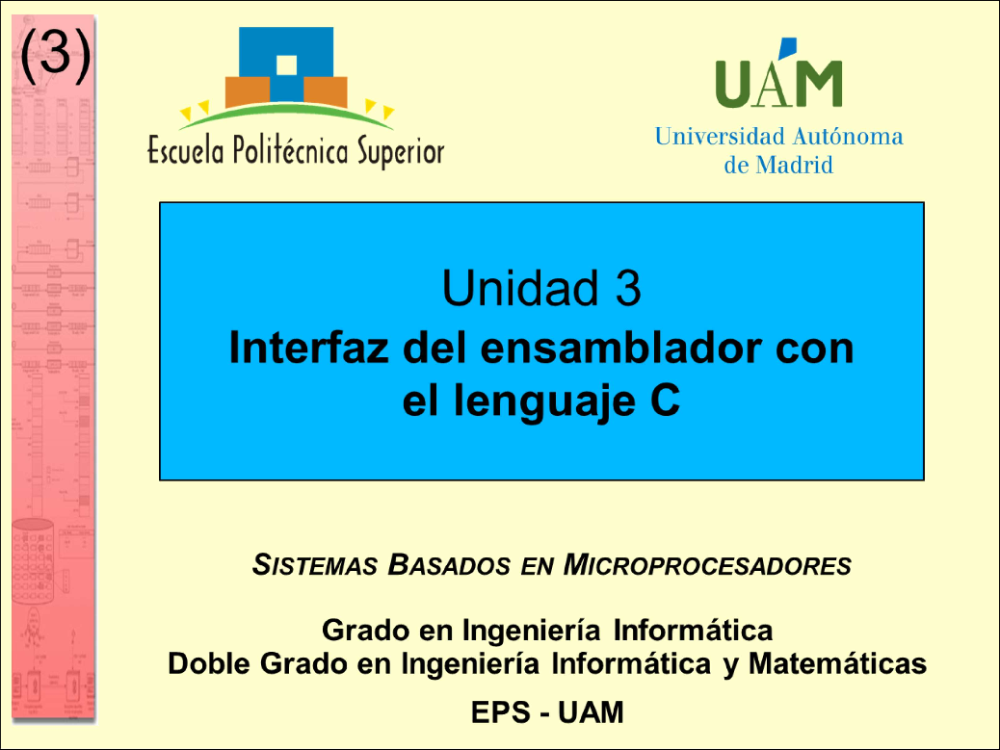 (3)
Escuela Politécnica Superior
UAM
Universidad Autónoma
de Madrid
Unidad 3
Interfaz del ensamblador con
el lenguaje C
SISTEMAS BASADOS EN MICROPROCESADORES
Grado en Ingeniería Informática
Doble Grado en Ingeniería Informática y Matemáticas
EPS - UAM